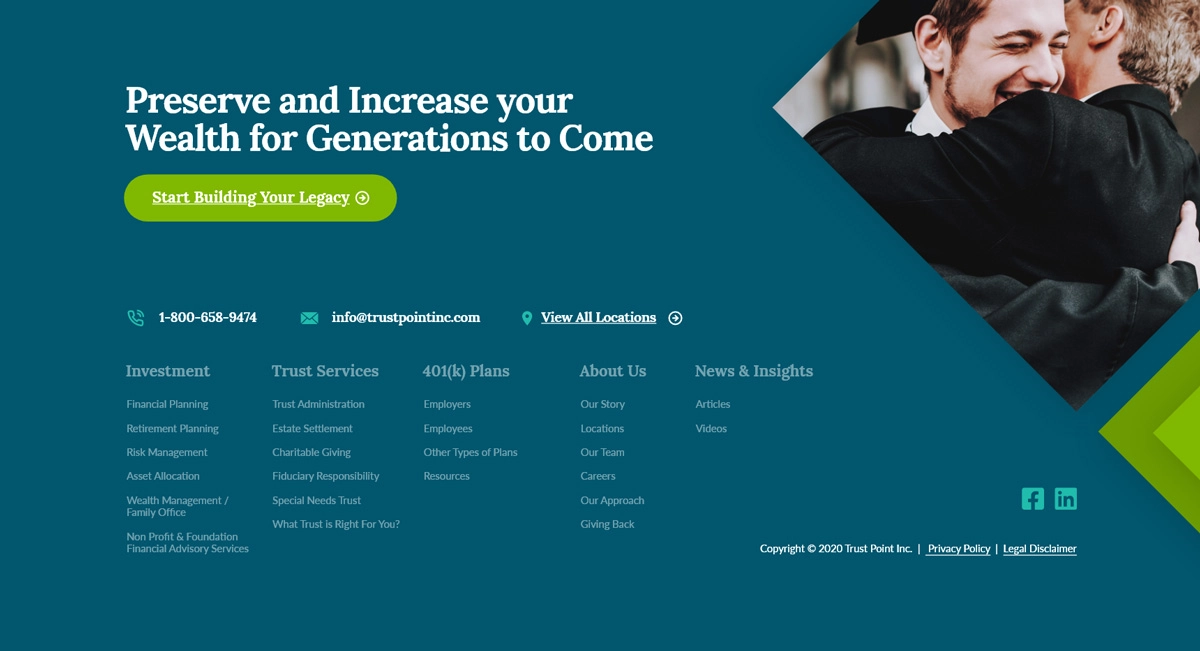 Preserve and Increase your
Wealth for Generations to Come
Start Building Your Legacy
1-800-658-9474
info@trustpointinc.com
View All Locations
Investment
Financial Planning
Retirement Planning
Risk Management
Asset Allocation
Wealth Management /
Family Office
Non Profit & Foundation
Financial Advisory Services
Trust Services
Trust Administration
Estate Settlement
Charitable Giving
Fiduciary Responsibility
Special Needs Trust
What Trust is Right For You?
401(k) Plans
Employers
Employees
Other Types of Plans
Resources
About Us
Our Story
Locations
Our Team
Careers
Our Approach
Giving Back
News & Insights
Articles
Videos
Copyright © 2020 Trust Point Inc. | Privacy Policy | Legal Disclaimer